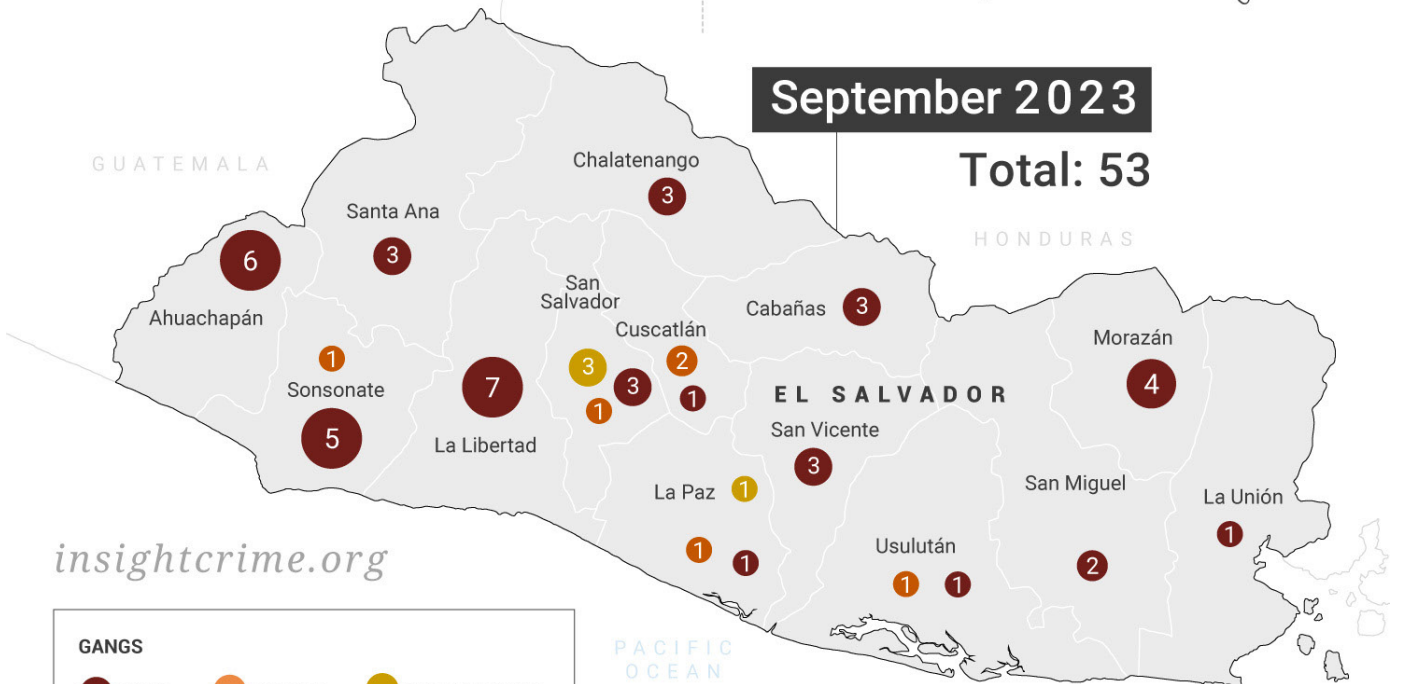 September 2023
Total: 53
GUATEMALA
HONDURAS
Chalatenango
3
Santa Ana
3
6
Ahuachapán
San
Salvador
3
3
1
Cuscatlán
2
1
Cabañas
3
Morazán
4
1
Sonsonate
5
7
La Libertad
EL SALVADOR
San Vicente
3
La Paz
1
1
1
Usulután
1
1
San Miguel
2
La Unión
1
insightcrime.org
GANGS
PACIFIC
OCEAN